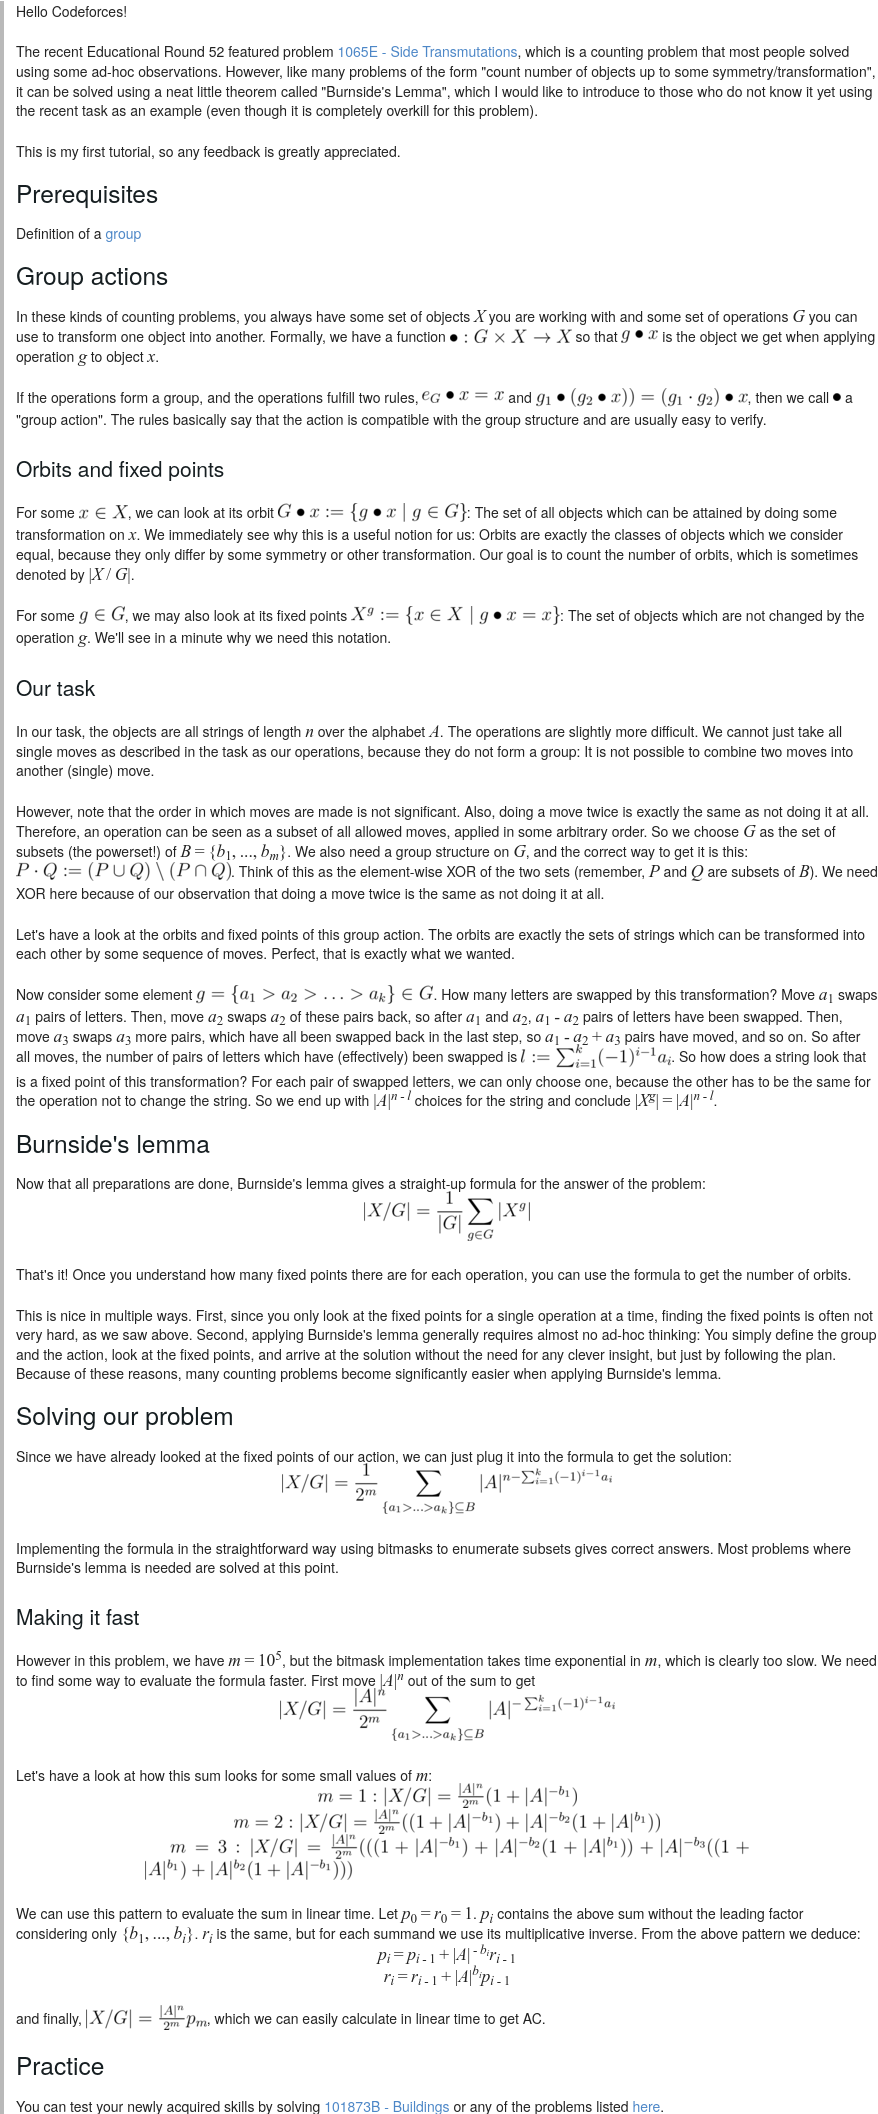 Hello Codeforces!
The recent Educational Round 52 featured problem 1065E - Side Transmutations, which is a counting problem that most people solved
using some ad-hoc observations. However, like many problems of the form "count number of objects up to some symmetry/transformation",
it can be solved using a neat little theorem called "Burnside's Lemma", which I would like to introduce to those who do not know it yet using
the recent task as an example (even though it is completely overkill for this problem).
This is my first tutorial, so any feedback is greatly appreciated.
Prerequisites
Definition of a group
Group actions
In these kinds of counting problems, you always have some set of objects X you are working with and some set of operations G you can
use to transform one object into another. Formally, we have a function • : G × X → X so that g • x is the object we get when applying
operation g to object x.
If the operations form a group, and the operations fulfill two rules, e_G • x = x and g_1 • (g_2 • x)) = (g_1 · g_2) • x, then we call • a
"group action". The rules basically say that the action is compatible with the group structure and are usually easy to verify.
Orbits and fixed points
For some x ∈ X, we can look at its orbit G • x := {g • x | g ∈ G}: The set of all objects which can be attained by doing some
transformation on x. We immediately see why this is a useful notion for us: Orbits are exactly the classes of objects which we consider
equal, because they only differ by some symmetry or other transformation. Our goal is to count the number of orbits, which is sometimes
denoted by |X / G|.
For some g ∈ G, we may also look at its fixed points X^g := {x ∈ X | g • x = x}: The set of objects which are not changed by the
operation g. We'll see in a minute why we need this notation.
Our task
In our task, the objects are all strings of length n over the alphabet A. The operations are slightly more difficult. We cannot just take all
single moves as described in the task as our operations, because they do not form a group: It is not possible to combine two moves into
another (single) move.
However, note that the order in which moves are made is not significant. Also, doing a move twice is exactly the same as not doing it at all.
Therefore, an operation can be seen as a subset of all allowed moves, applied in some arbitrary order. So we choose G as the set of
subsets (the powerset!) of B = {b_1, ..., b_m}. We also need a group structure on G, and the correct way to get it is this:
P · Q := (P ∪ Q) \ (P ∩ Q). Think of this as the element-wise XOR of the two sets (remember, P and Q are subsets of B). We need
XOR here because of our observation that doing a move twice is the same as not doing it at all.
Let's have a look at the orbits and fixed points of this group action. The orbits are exactly the sets of strings which can be transformed into
each other by some sequence of moves. Perfect, that is exactly what we wanted.
Now consider some element g = {a_1 > a_2 > ... > a_k} ∈ G. How many letters are swapped by this transformation? Move a_1 swaps
a_1 pairs of letters. Then, move a_2 swaps a_2 of these pairs back, so after a_1 and a_2, a_1 - a_2 pairs of letters have been swapped. Then,
move a_3 swaps a_3 more pairs, which have all been swapped back in the last step, so a_1 - a_2 + a_3 pairs have moved, and so on. So after
all moves, the number of pairs of letters which have (effectively) been swapped is l := ∑_{i=1}^k (-1)^{i-1} a_i. So how does a string look that
is a fixed point of this transformation? For each pair of swapped letters, we can only choose one, because the other has to be the same for
the operation not to change the string. So we end up with |A|^{n - l} choices for the string and conclude |X^g| = |A|^{n - l}.
Burnside's lemma
Now that all preparations are done, Burnside's lemma gives a straight-up formula for the answer of the problem:
|X/G| = \frac{1}{|G|} ∑_{g∈G} |X^g|
That's it! Once you understand how many fixed points there are for each operation, you can use the formula to get the number of orbits.
This is nice in multiple ways. First, since you only look at the fixed points for a single operation at a time, finding the fixed points is often not
very hard, as we saw above. Second, applying Burnside's lemma generally requires almost no ad-hoc thinking: You simply define the group
and the action, look at the fixed points, and arrive at the solution without the need for any clever insight, but just by following the plan.
Because of these reasons, many counting problems become significantly easier when applying Burnside's lemma.
Solving our problem
Since we have already looked at the fixed points of our action, we can just plug it into the formula to get the solution:
|X/G| = \frac{1}{2^m} ∑_{{a_1>...>a_k}⊆B} |A|^{n-∑_{i=1}^k (-1)^{i-1} a_i}
Implementing the formula in the straightforward way using bitmasks to enumerate subsets gives correct answers. Most problems where
Burnside's lemma is needed are solved at this point.
Making it fast
However in this problem, we have m = 10^5, but the bitmask implementation takes time exponential in m, which is clearly too slow. We need
to find some way to evaluate the formula faster. First move |A|^n out of the sum to get
|X/G| = \frac{|A|^n}{2^m} ∑_{{a_1>...>a_k}⊆B} |A|^{-∑_{i=1}^k (-1)^{i-1} a_i}
Let's have a look at how this sum looks for some small values of m:
m = 1 : |X/G| = \frac{|A|^n}{2^m}(1 + |A|^{-b_1})
m = 2 : |X/G| = \frac{|A|^n}{2^m}((1 + |A|^{-b_1}) + |A|^{-b_2}(1 + |A|^{b_1}))
m = 3 : |X/G| = \frac{|A|^n}{2^m}(((1 + |A|^{-b_1}) + |A|^{-b_2}(1 + |A|^{b_1})) + |A|^{-b_3}((1 +
|A|^{b_1}) + |A|^{b_2}(1 + |A|^{-b_1})))
We can use this pattern to evaluate the sum in linear time. Let p_0 = r_0 = 1. p_i contains the above sum without the leading factor
considering only {b_1, ..., b_i}. r_i is the same, but for each summand we use its multiplicative inverse. From the above pattern we deduce:
p_i = p_{i - 1} + |A|^{- b_i} r_{i - 1}
r_i = r_{i - 1} + |A|^{b_i} p_{i - 1}
and finally, |X/G| = \frac{|A|^n}{2^m} p_m, which we can easily calculate in linear time to get AC.
Practice
You can test your newly acquired skills by solving 101873B - Buildings or any of the problems listed here.